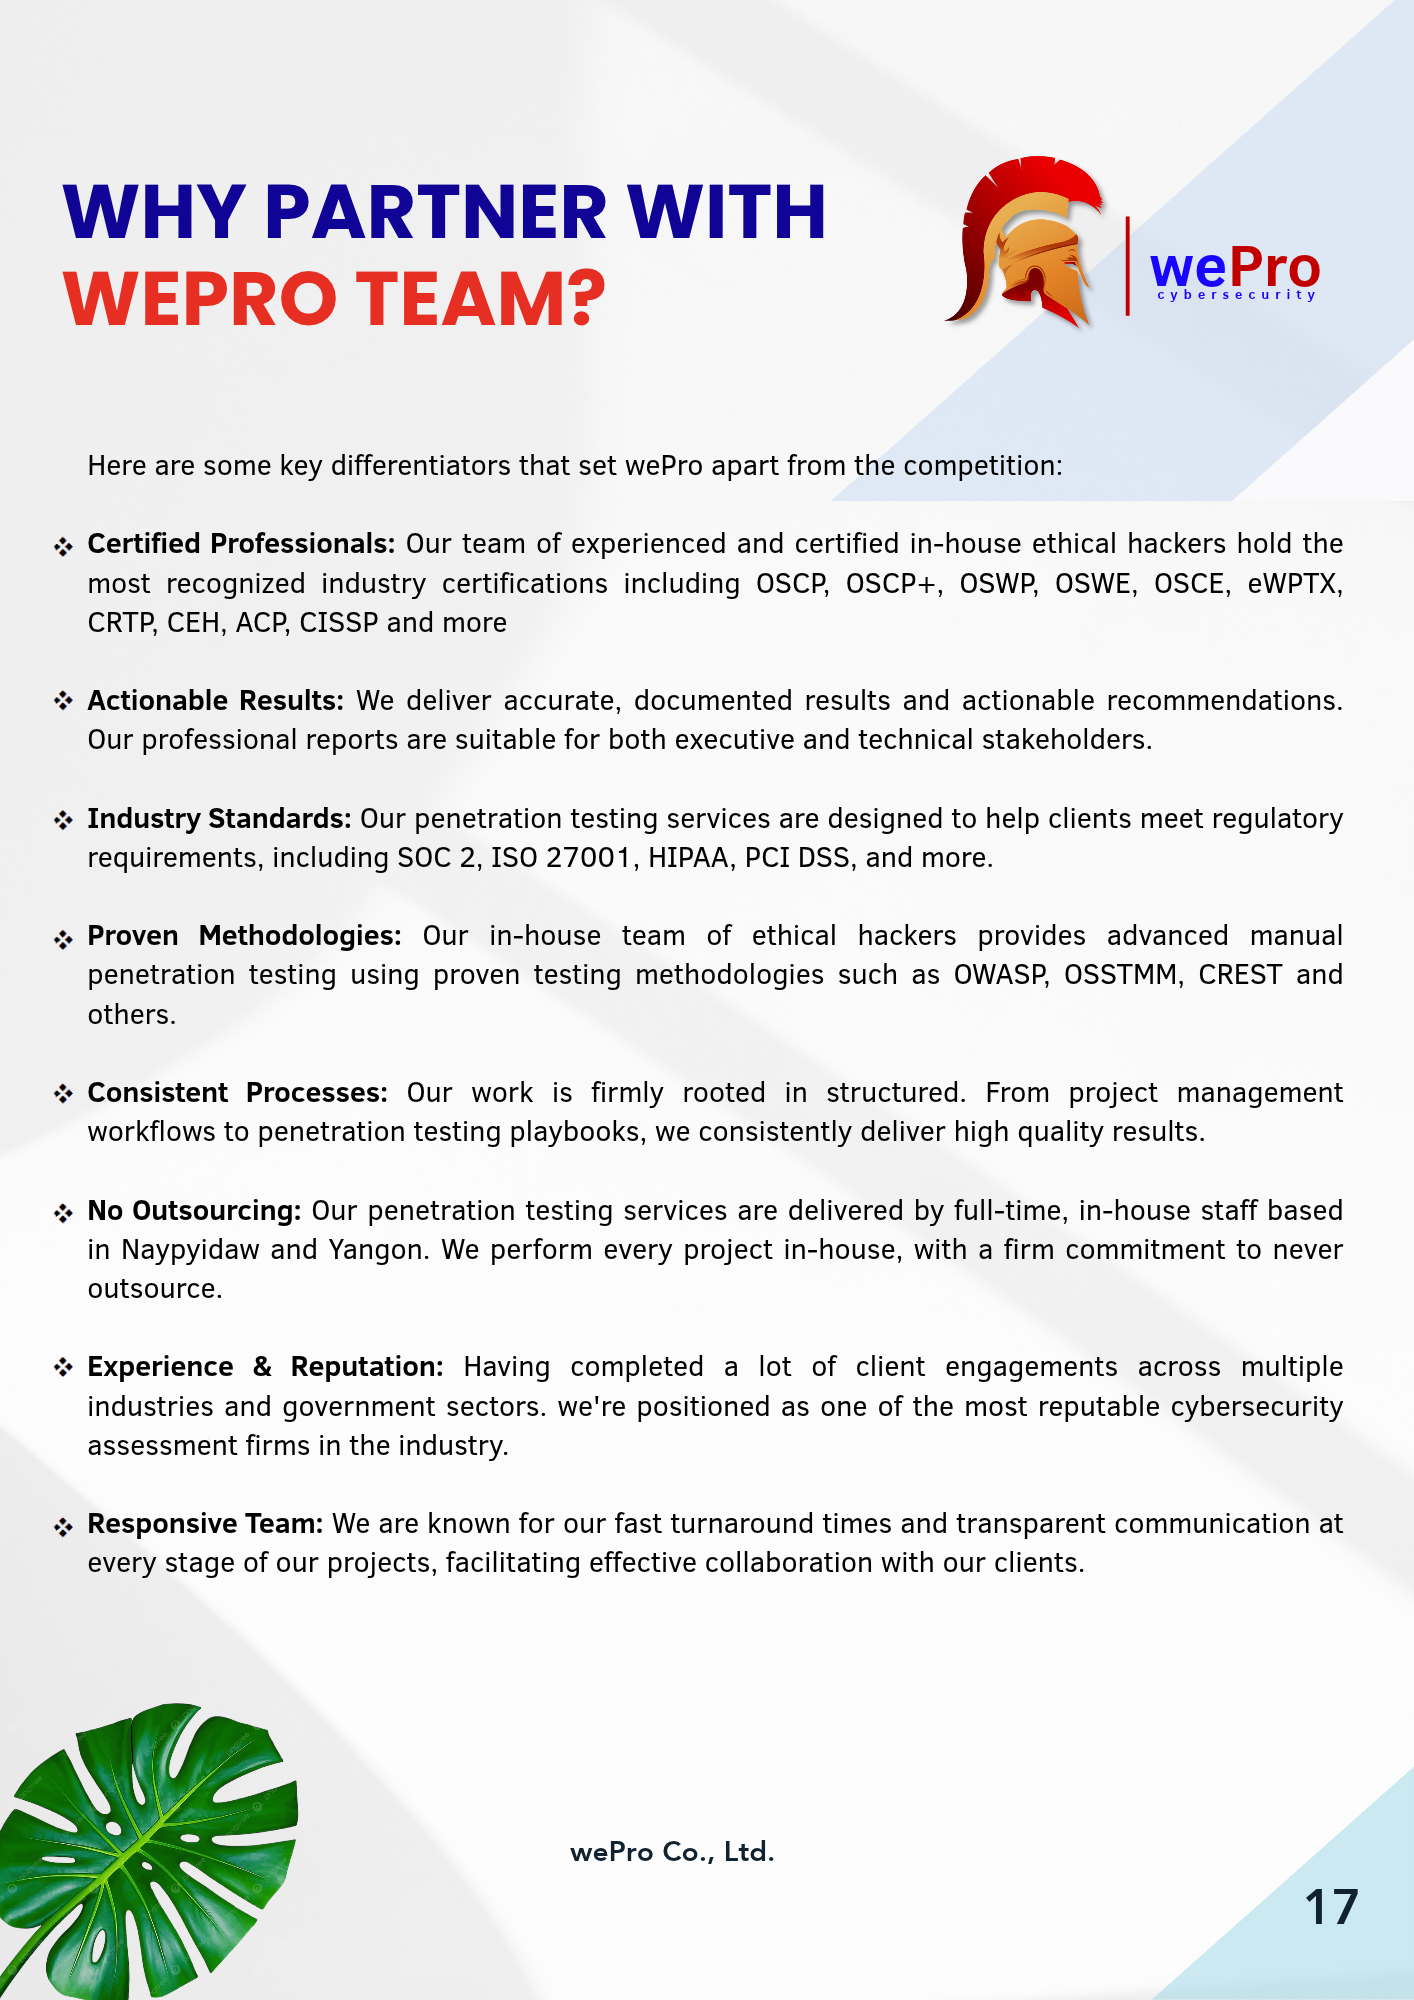 WHY PARTNER WITH
WEPRO TEAM?
wePro
cybersecurity
Here are some key differentiators that set wePro apart from the competition:
❖ Certified Professionals: Our team of experienced and certified in-house ethical hackers hold the
most recognized industry certifications including OSCP, OSCP+, OSWP, OSWE, OSCE, eWPTX,
CRTP, CEH, ACP, CISSP and more
❖ Actionable Results: We deliver accurate, documented results and actionable recommendations.
Our professional reports are suitable for both executive and technical stakeholders.
❖ Industry Standards: Our penetration testing services are designed to help clients meet regulatory
requirements, including SOC 2, ISO 27001, HIPAA, PCI DSS, and more.
❖ Proven Methodologies: Our in-house team of ethical hackers provides advanced manual
penetration testing using proven testing methodologies such as OWASP, OSSTMM, CREST and
others.
❖ Consistent Processes: Our work is firmly rooted in structured. From project management
workflows to penetration testing playbooks, we consistently deliver high quality results.
❖ No Outsourcing: Our penetration testing services are delivered by full-time, in-house staff based
in Naypyidaw and Yangon. We perform every project in-house, with a firm commitment to never
outsource.
❖ Experience & Reputation: Having completed a lot of client engagements across multiple
industries and government sectors. we're positioned as one of the most reputable cybersecurity
assessment firms in the industry.
❖ Responsive Team: We are known for our fast turnaround times and transparent communication at
every stage of our projects, facilitating effective collaboration with our clients.
wePro Co., Ltd.
17